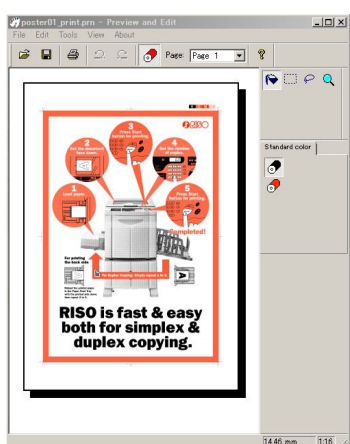 poster01_print.prn - Preview and Edit
File Edit Tools View About
Page: Page 1
RISO
3
Press Start
button for proofing.
2
Set the document
face down.
4
Set the number
of copies.
1
Load paper.
5
Press Start
button for printing.
Completed!
For printing
the back side
For Duplex Copying: Simply repeat 1 to 5.
A
RISO is fast & easy
both for simplex &
duplex copying.
Standard color
14.46 mm 1:16